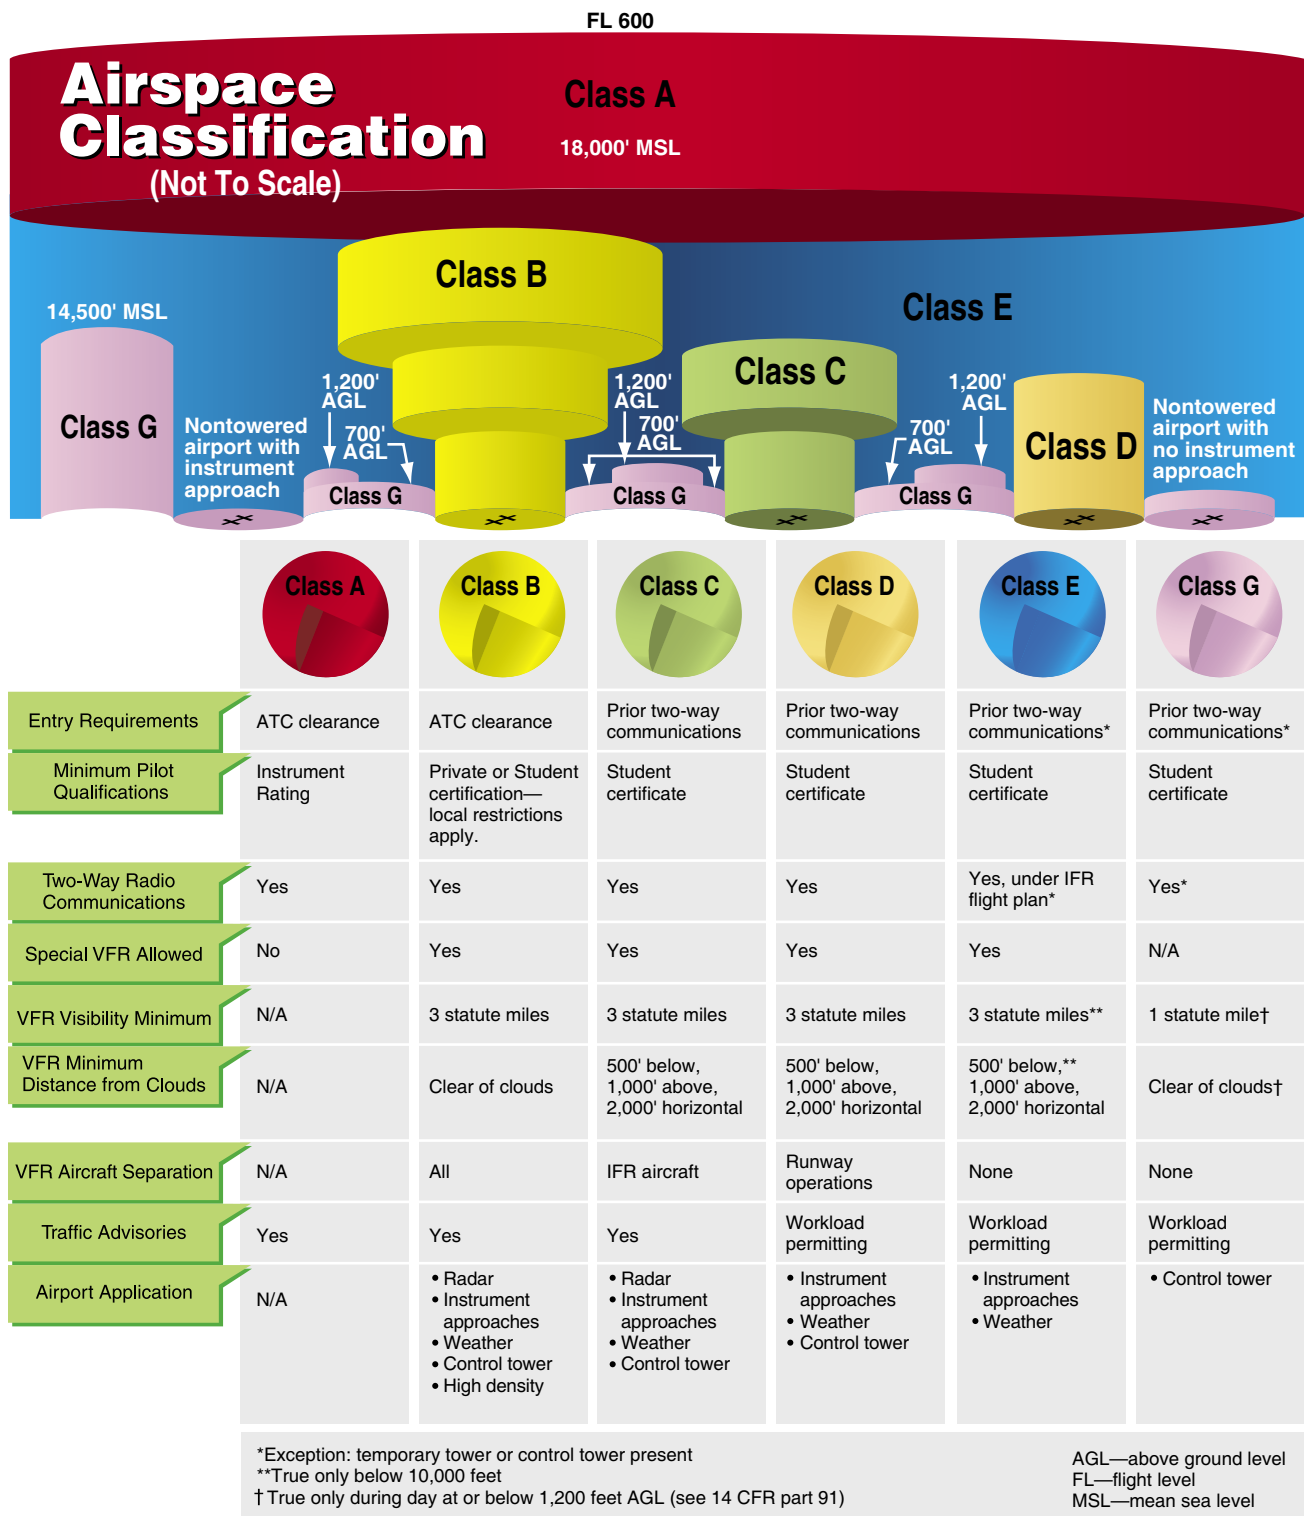 FL 600
Airspace
Classification
(Not To Scale)
Class A
18,000' MSL
Class B
Class E
14,500' MSL
Class G
Nontowered
airport with
instrument
approach
1,200'
AGL
700'
AGL
Class G
1,200'
AGL
700'
AGL
Class G
Class C
700'
AGL
1,200'
AGL
Class G
Class D
Nontowered
airport with
no instrument
approach
Class A
Class B
Class C
Class D
Class E
Class G
Entry Requirements
ATC clearance
ATC clearance
Prior two-way
communications
Prior two-way
communications
Prior two-way
communications*
Prior two-way
communications*
Minimum Pilot
Qualifications
Instrument
Rating
Private or Student
certification—
local restrictions
apply.
Student
certificate
Student
certificate
Student
certificate
Student
certificate
Two-Way Radio
Communications
Yes
Yes
Yes
Yes
Yes, under IFR
flight plan*
Yes*
Special VFR Allowed
No
Yes
Yes
Yes
Yes
N/A
VFR Visibility Minimum
N/A
3 statute miles
3 statute miles
3 statute miles
3 statute miles**
1 statute mile†
VFR Minimum
Distance from Clouds
N/A
Clear of clouds
500' below,
1,000' above,
2,000' horizontal
500' below,
1,000' above,
2,000' horizontal
500' below,**
1,000' above,
2,000' horizontal
Clear of clouds†
VFR Aircraft Separation
N/A
All
IFR aircraft
Runway
operations
None
None
Traffic Advisories
Yes
Yes
Yes
Workload
permitting
Workload
permitting
Workload
permitting
Airport Application
N/A
• Radar
• Instrument
approaches
• Weather
• Control tower
• High density
• Radar
• Instrument
approaches
• Weather
• Control tower
• Instrument
approaches
• Weather
• Control tower
• Instrument
approaches
• Weather
• Control tower
*Exception: temporary tower or control tower present
**True only below 10,000 feet
† True only during day at or below 1,200 feet AGL (see 14 CFR part 91)
AGL—above ground level
FL—flight level
MSL—mean sea level